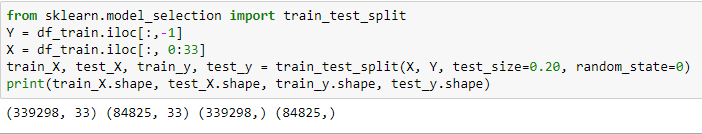 from sklearn.model_selection import train_test_split
Y = df_train.iloc[:,-1]
X = df_train.iloc[:, 0:33]
train_X, test_X, train_y, test_y = train_test_split(X, Y, test_size=0.20, random_state=0)
print(train_X.shape, test_X.shape, train_y.shape, test_y.shape)
(339298, 33) (84825, 33) (339298,) (84825,)